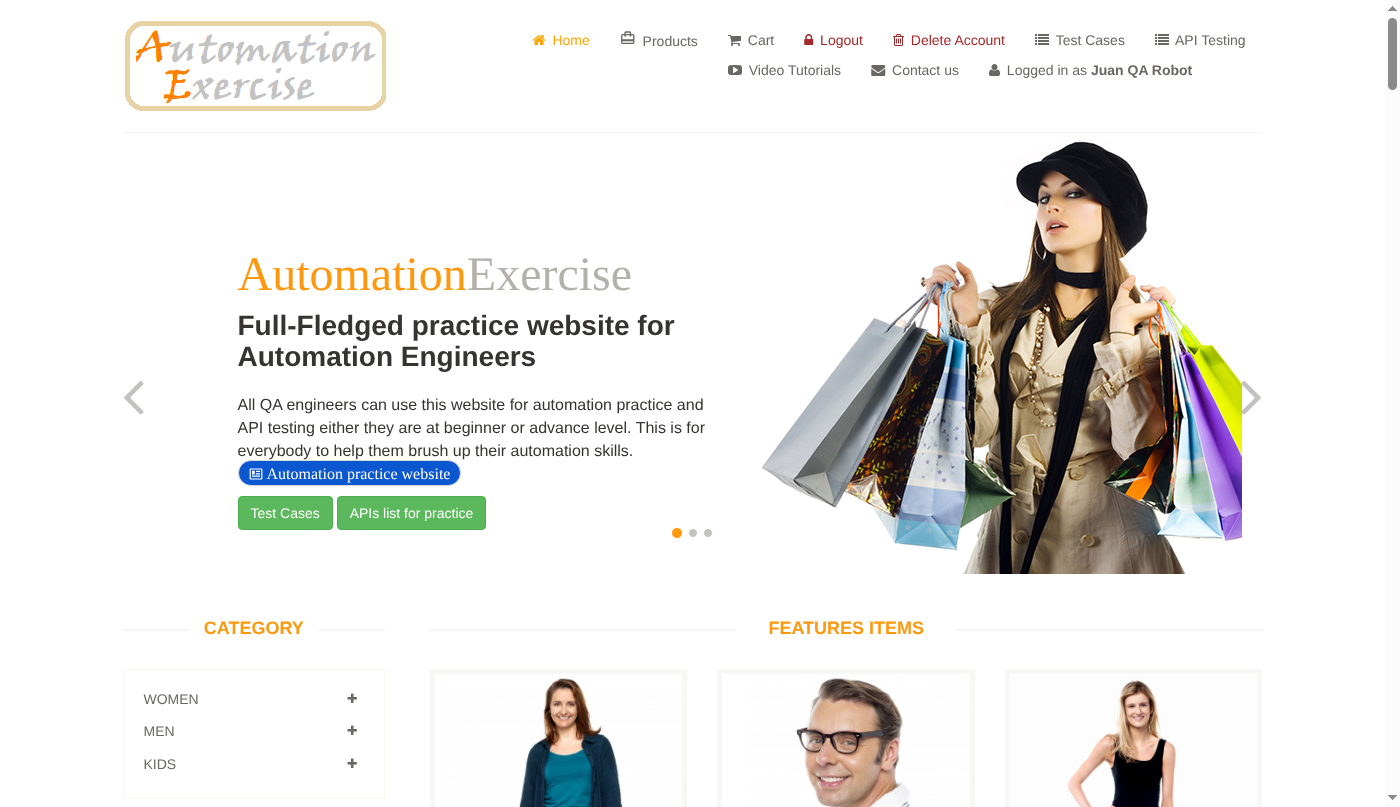 Automation
Exercise
Home Products Cart Logout Delete Account Test Cases API Testing
Video Tutorials Contact us Logged in as Juan QA Robot
AutomationExercise
Full-Fledged practice website for
Automation Engineers
All QA engineers can use this website for automation practice and
API testing either they are at beginner or advance level. This is for
everybody to help them brush up their automation skills.
Automation practice website
Test Cases APIs list for practice
CATEGORY FEATURES ITEMS
WOMEN
MEN
KIDS